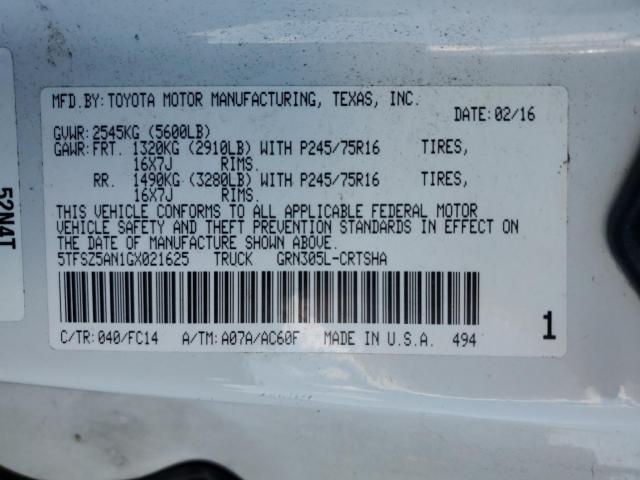 MFD.BY:TOYOTA MOTOR MANUFACTURING, TEXAS, INC.
DATE:02/16
GVWR:2545KG (5600LB)
GAWR:FRT. 1320KG (2910LB) WITH P245/75R16 TIRES,
16X7J RIMS.
RR. 1490KG (3280LB) WITH P245/75R16 TIRES,
16X7J RIMS.
THIS VEHICLE CONFORMS TO ALL APPLICABLE FEDERAL MOTOR
VEHICLE SAFETY AND THEFT PREVENTION STANDARDS IN EFFECT ON
THE DATE OF MANUFACTURE SHOWN ABOVE.
5TFSZ5AN1GX021625 TRUCK GRN305L-CRTSHA
1
C/TR:040/FC14 A/TM:A07A/AC60F MADE IN U.S.A. 494
52N4T